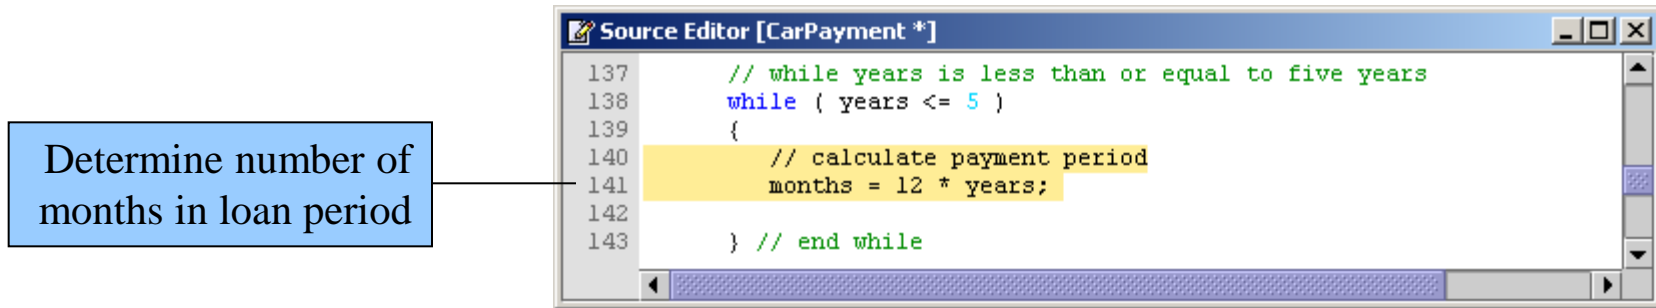 Source Editor [CarPayment *]
137 // while years is less than or equal to five years
138 while ( years <= 5 )
139 {
140 // calculate payment period
141 months = 12 * years;
142
143 } // end while
Determine number of
months in loan period